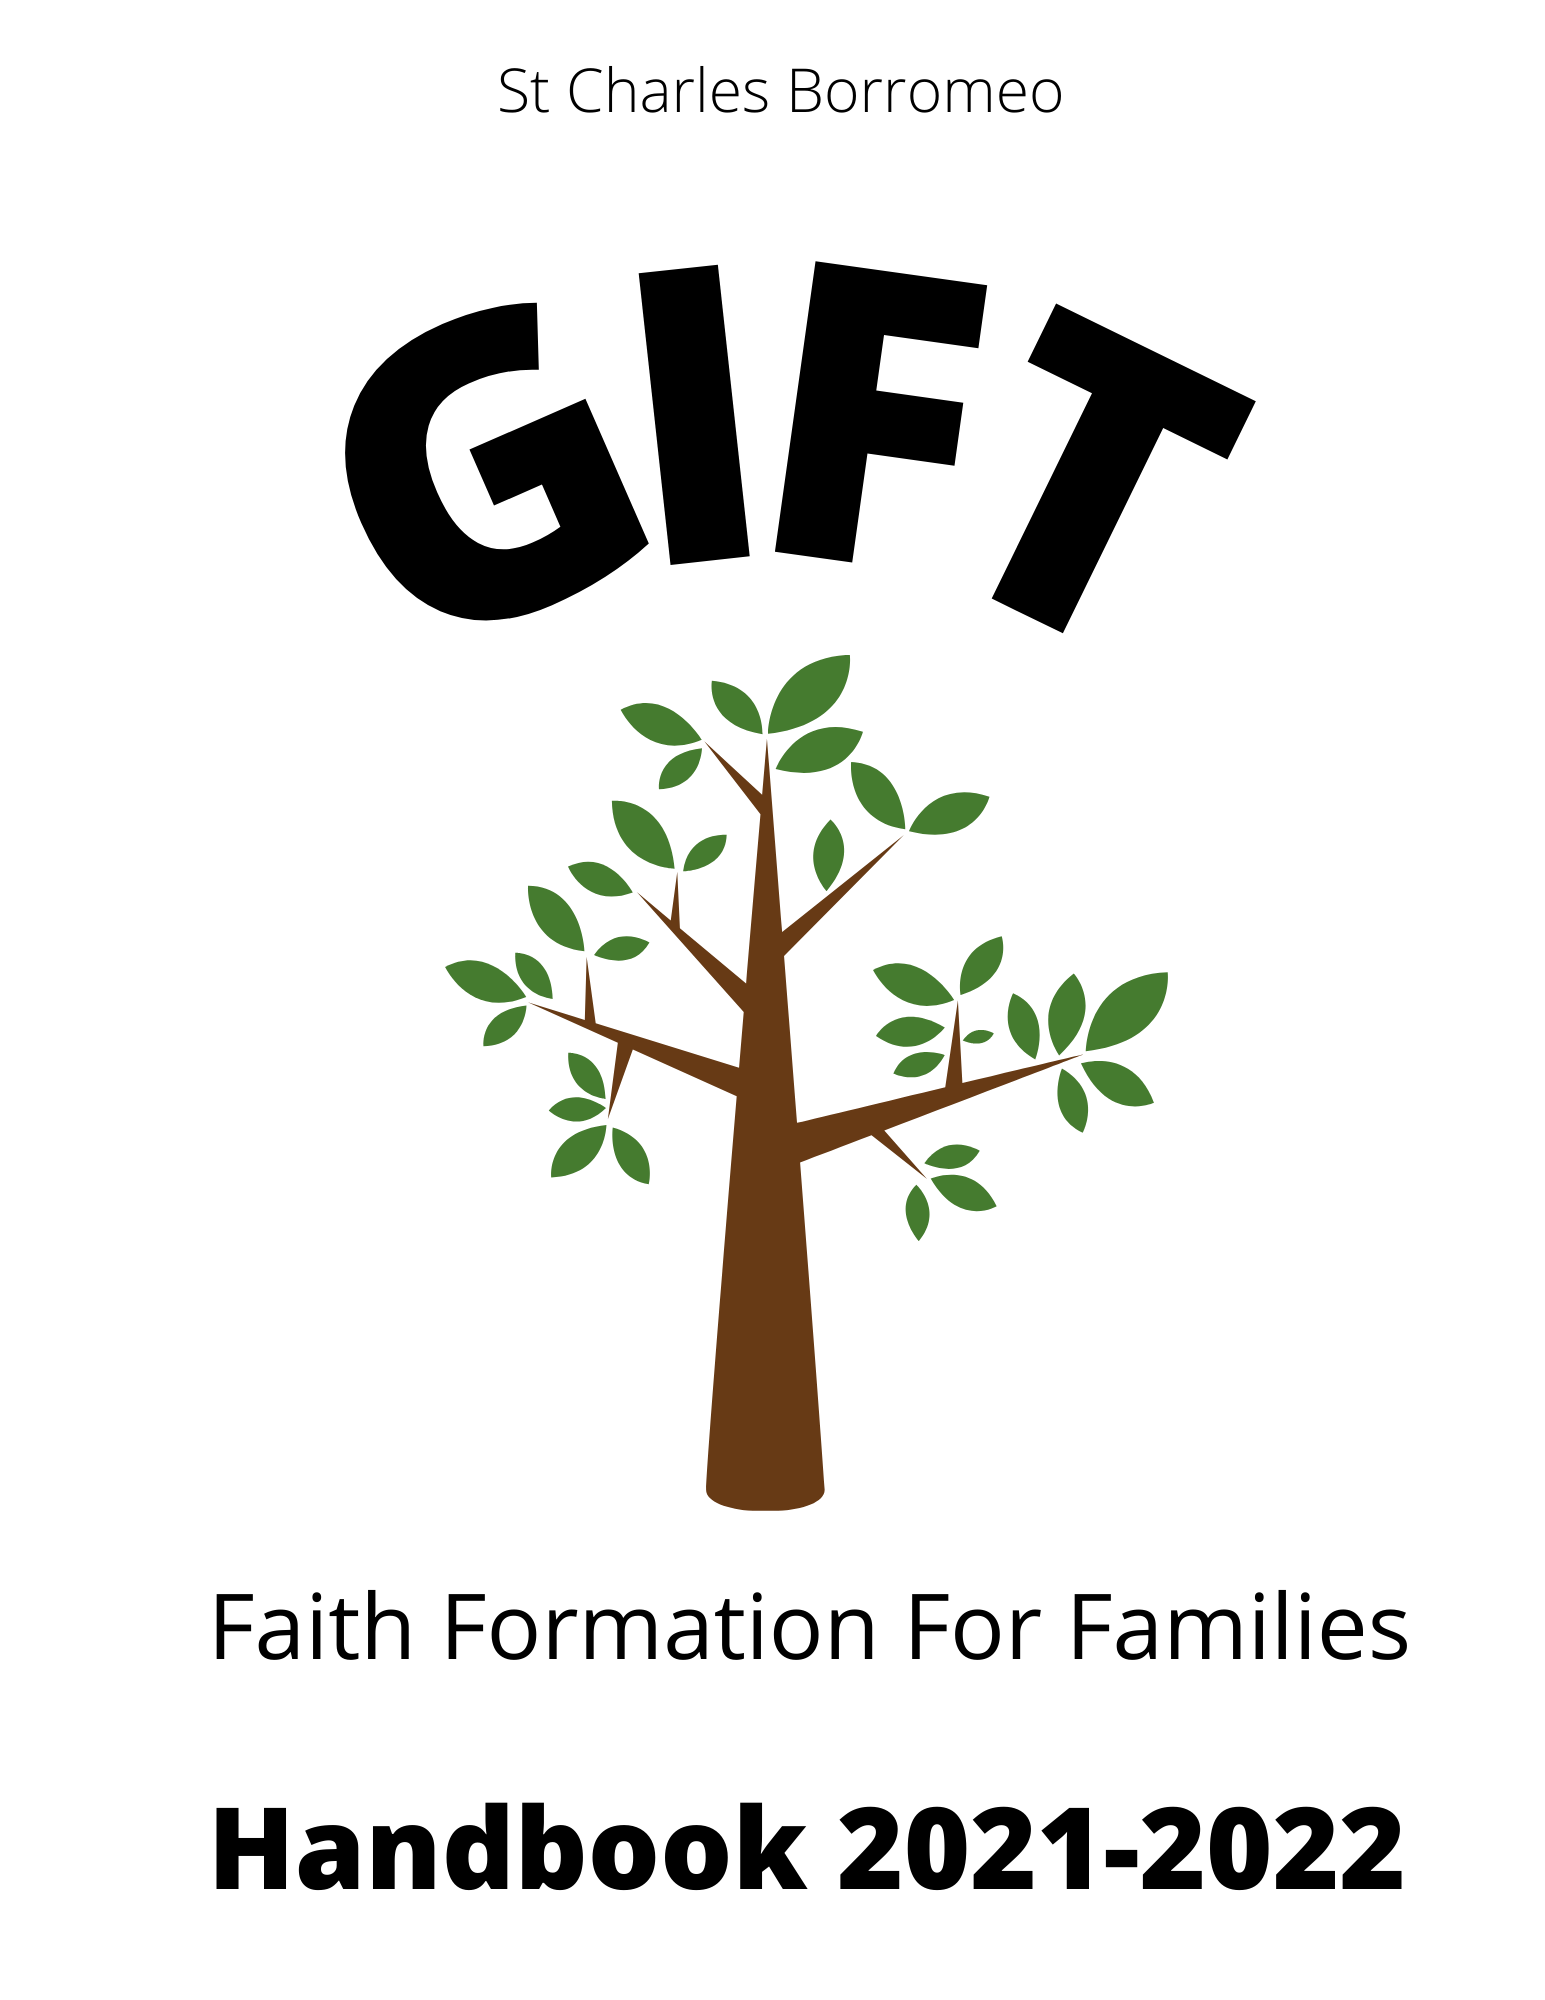 St Charles Borromeo
GIFT
Faith Formation For Families
Handbook 2021-2022